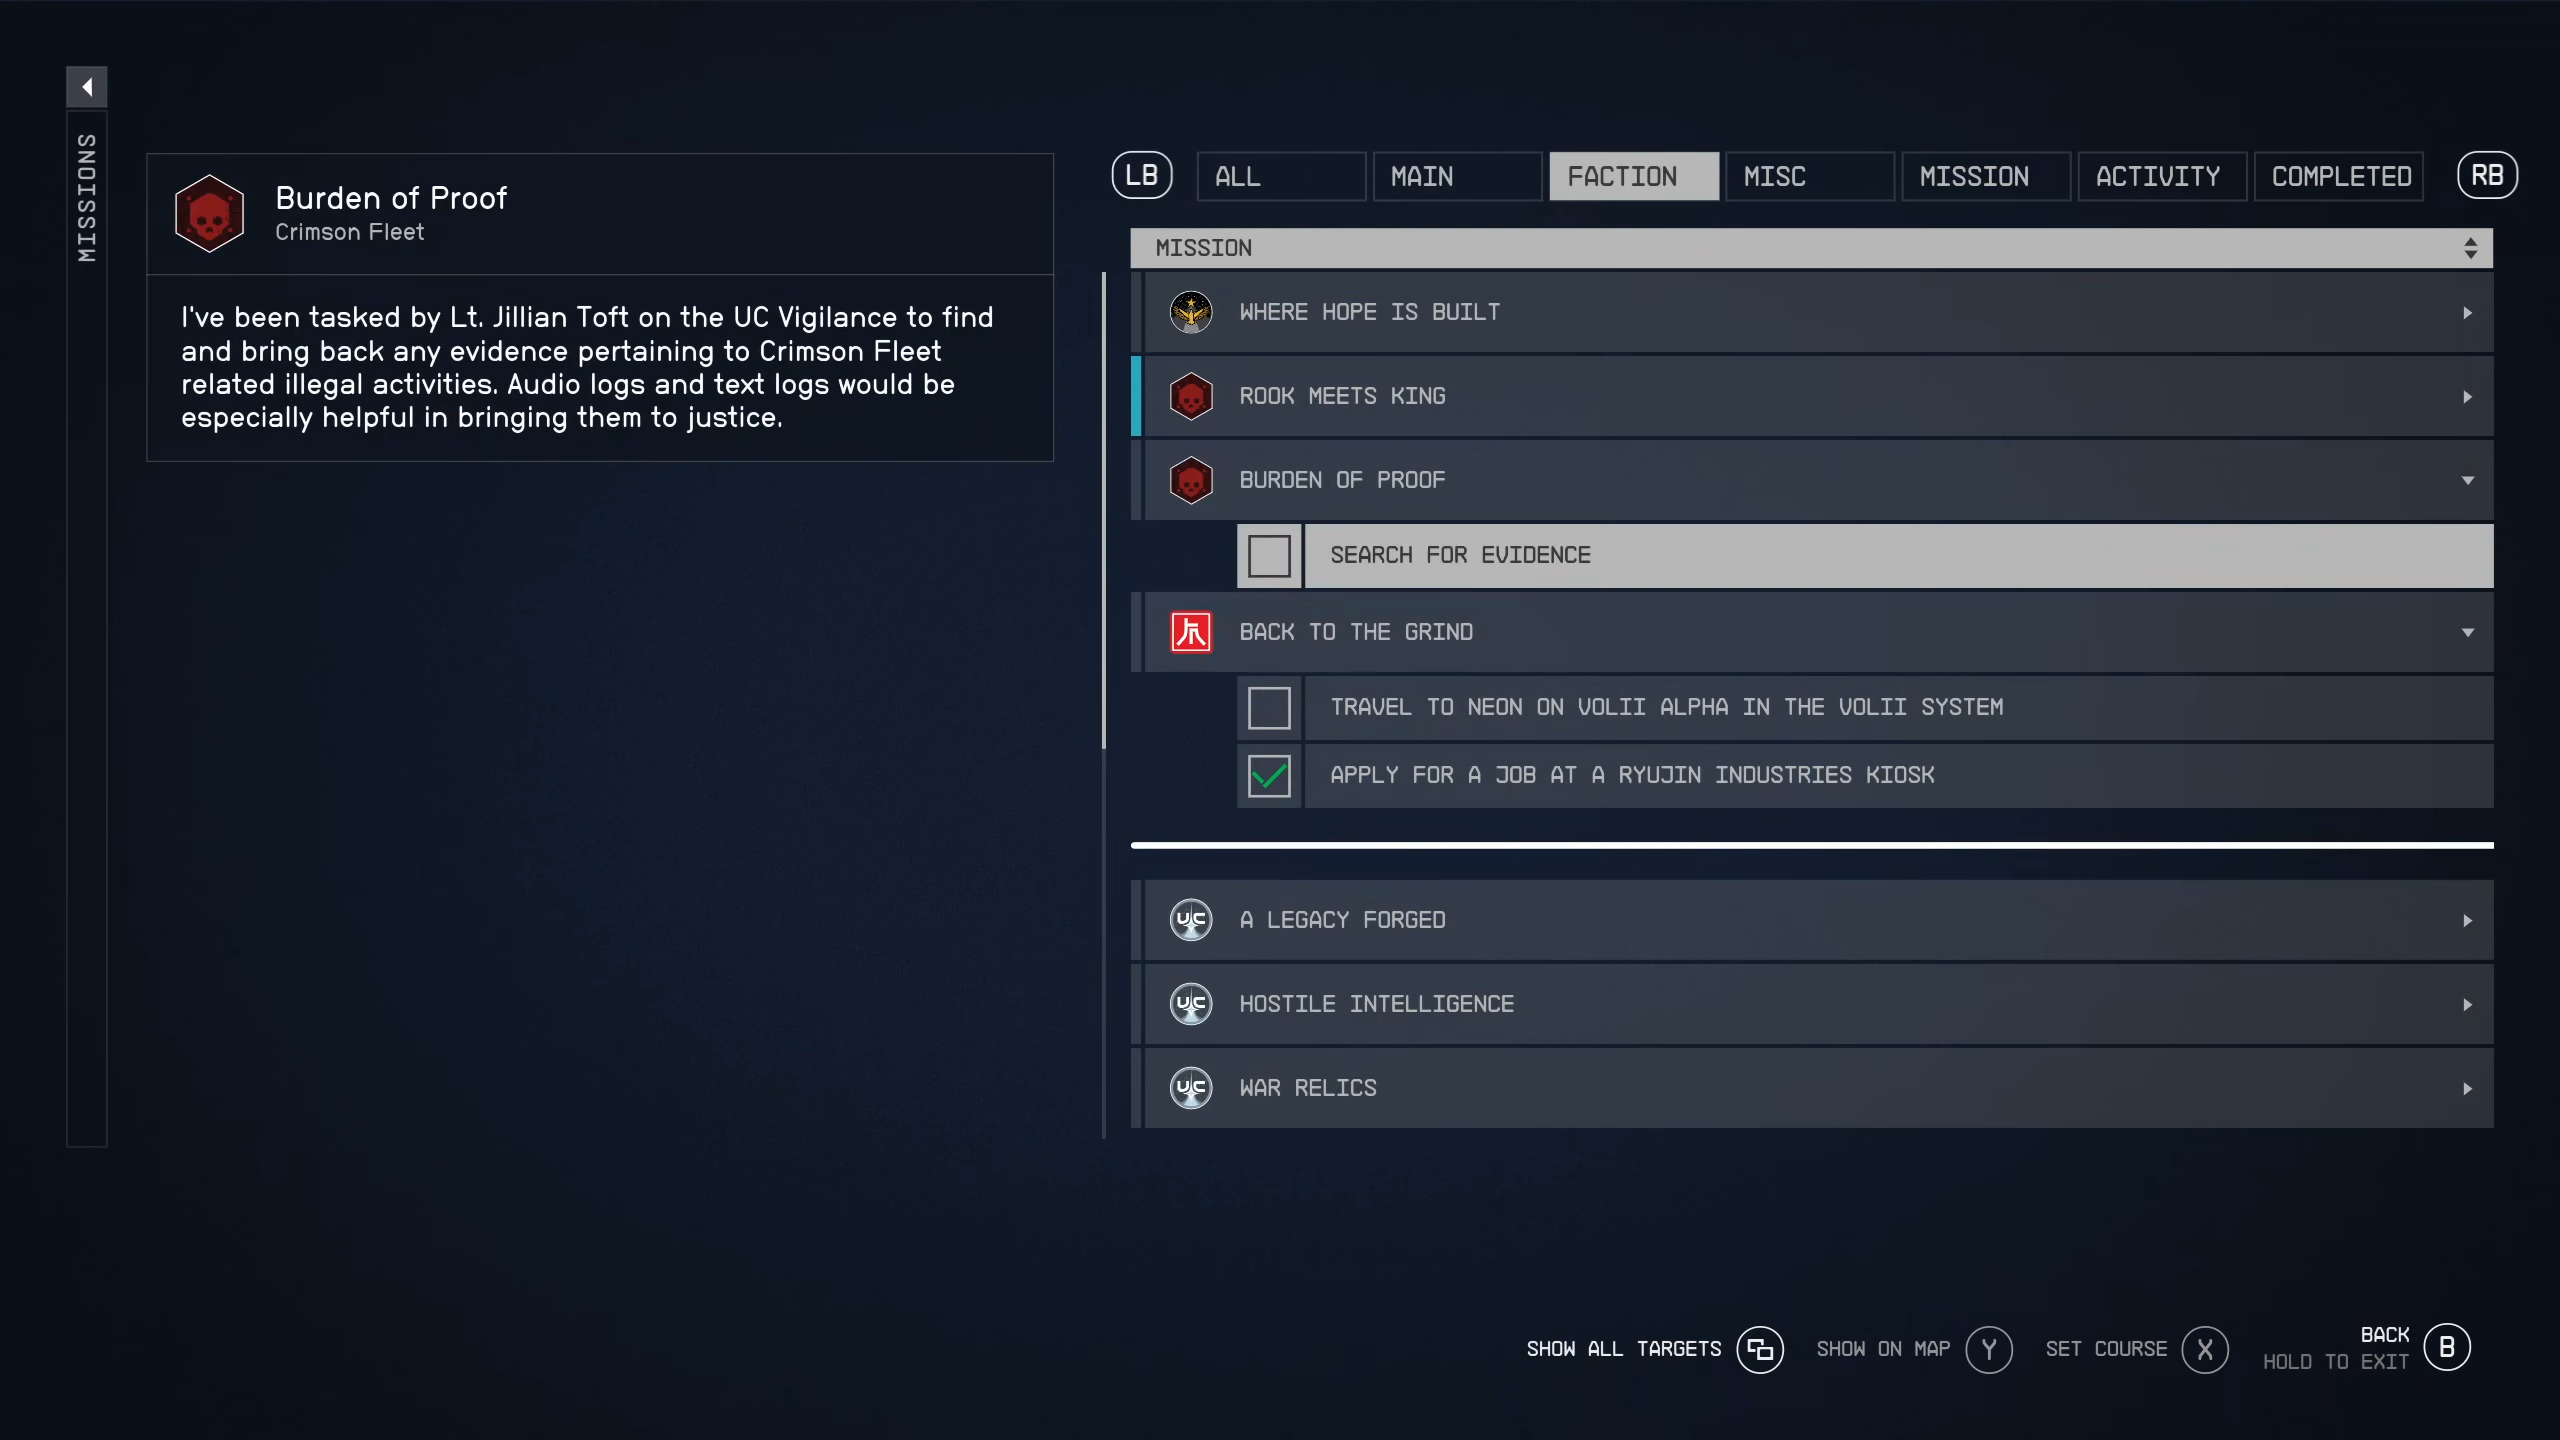 MISSIONS
Burden of Proof
Crimson Fleet
I've been tasked by Lt. Jillian Toft on the UC Vigilance to find
and bring back any evidence pertaining to Crimson Fleet
related illegal activities. Audio logs and text logs would be
especially helpful in bringing them to justice.
LB ALL MAIN FACTION MISC MISSION ACTIVITY COMPLETED RB
MISSION
WHERE HOPE IS BUILT
ROOK MEETS KING
BURDEN OF PROOF
SEARCH FOR EVIDENCE
BACK TO THE GRIND
TRAVEL TO NEON ON VOLII ALPHA IN THE VOLII SYSTEM
APPLY FOR A JOB AT A RYUJIN INDUSTRIES KIOSK
UC A LEGACY FORGED
UC HOSTILE INTELLIGENCE
UC WAR RELICS
SHOW ALL TARGETS SHOW ON MAP Y SET COURSE X BACK B
HOLD TO EXIT